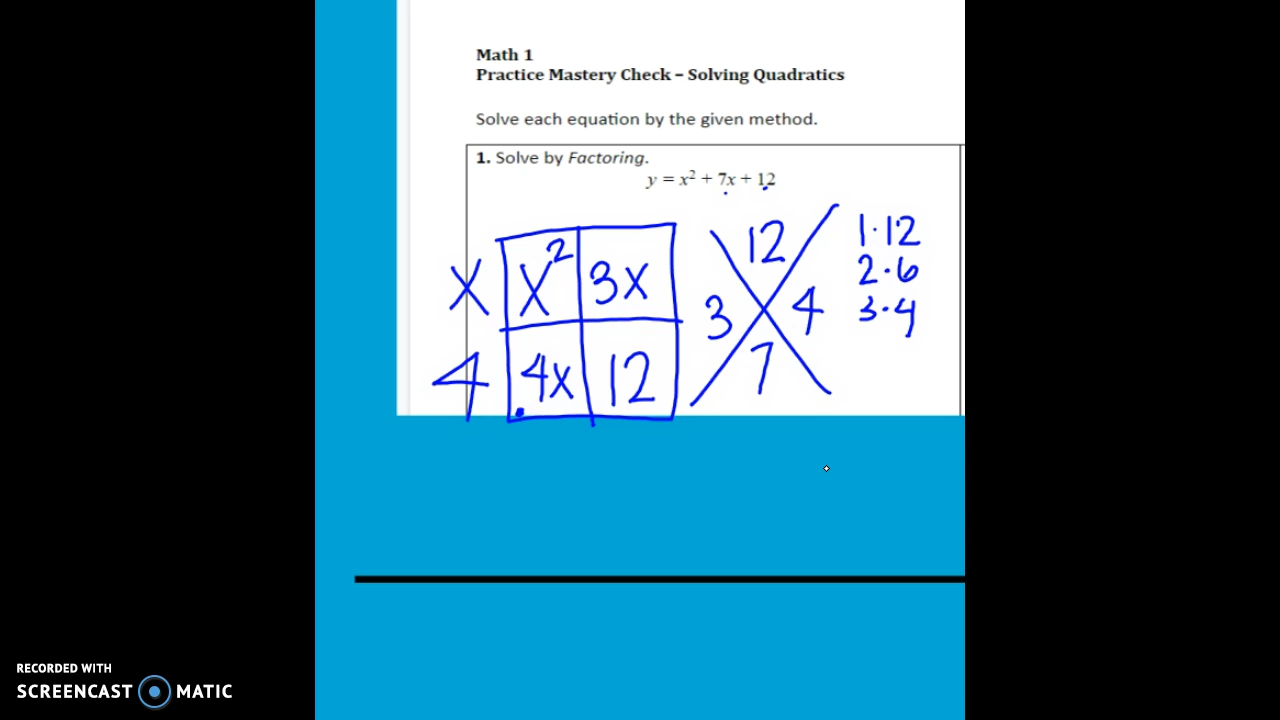 Math 1
Practice Mastery Check – Solving Quadratics
Solve each equation by the given method.
1. Solve by Factoring.
y = x² + 7x + 12
x x² 3x
4 4x 12
12
3 4
7
1·12
2·6
3·4
RECORDED WITH
SCREENCAST MATIC